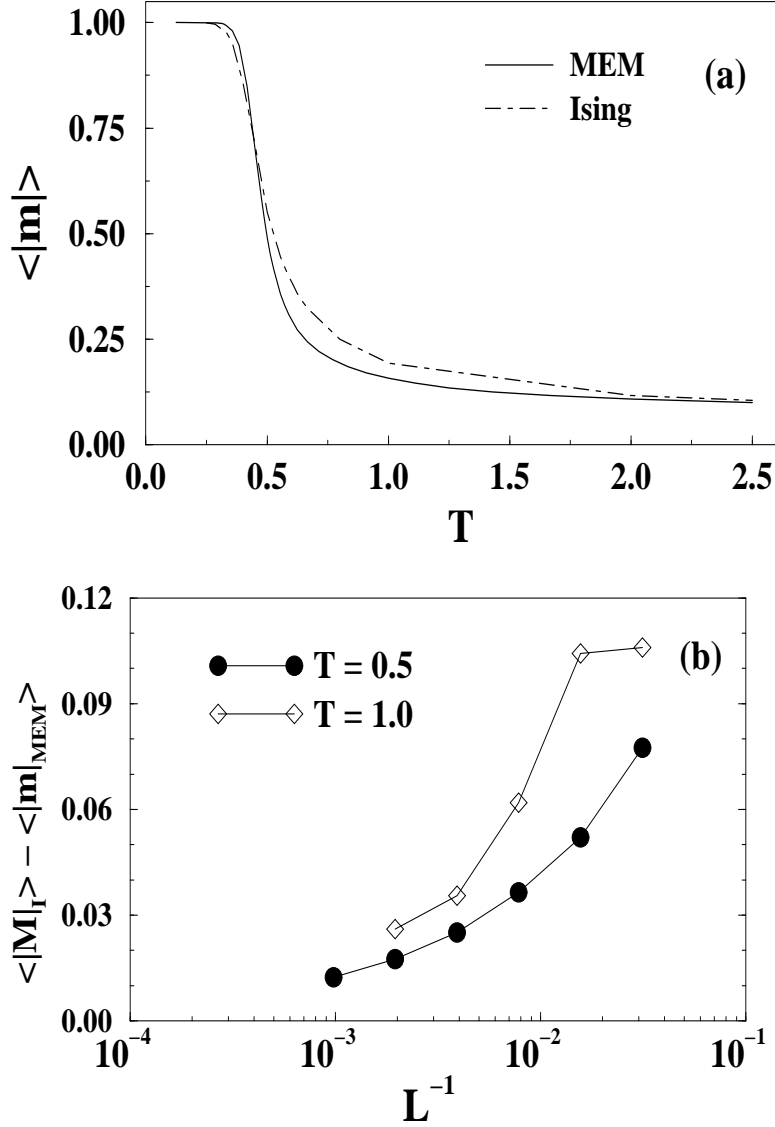 1.00
0.75
0.50
0.25
0.00
<|m|>
MEM
Ising
(a)
0.0 0.5 1.0 1.5 2.0 2.5
T
0.12
0.09
0.06
0.03
0.00
<|M|_I> − <|m|_MEM>
T = 0.5
T = 1.0
(b)
10^−4 10^−3 10^−2 10^−1
L^−1